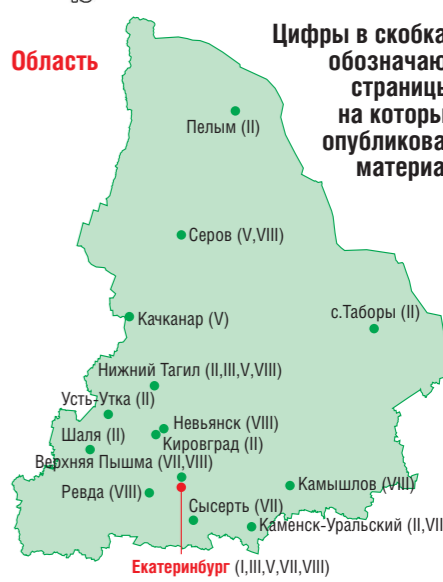 Область
Цифры в скобка
обозначаю
страниц
на которы
опубликова
материа
Пелым (II)
Серов (V,VIII)
Качканар (V)
с.Таборы (II)
Нижний Тагил (II,III,V,VIII)
Усть-Утка (II)
Невьянск (VIII)
Шаля (II)
Кировград (II)
Верхняя Пышма (VII,VIII)
Ревда (VIII)
Камышлов (VIII)
Сысерть (VII)
Каменск-Уральский (II,VII
Екатеринбург (I,III,V,VII,VIII)